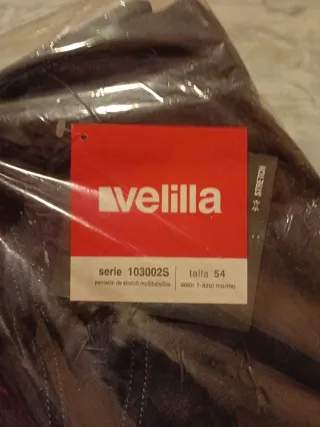 velilla
serie 103002S
talla 54
pantalón de stretch multibolsillos
color 1-azul marino
STRETCH